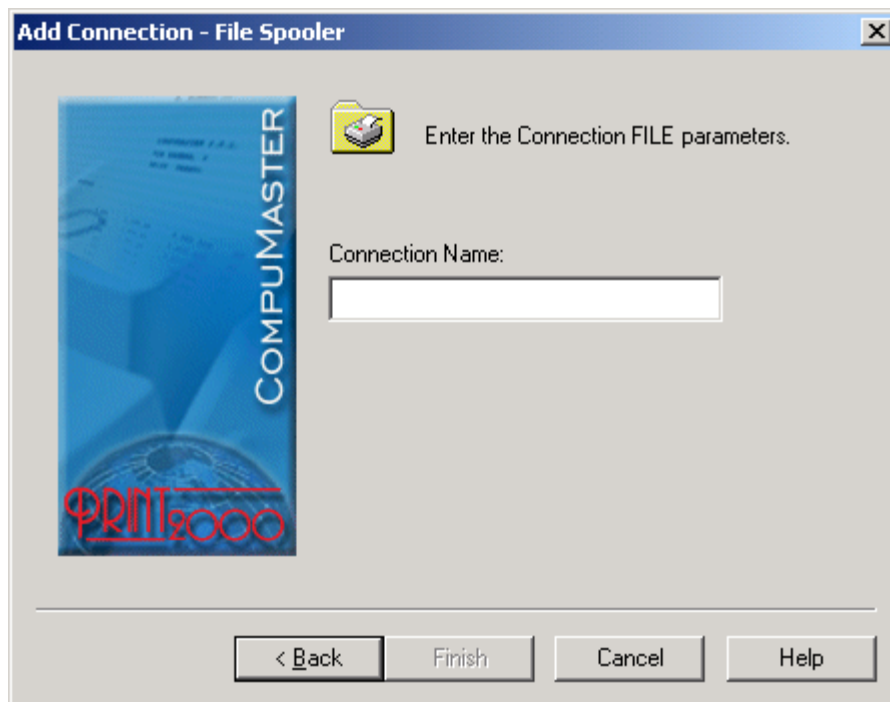 Add Connection - File Spooler
COMPUMASTER
PRINT2000
Enter the Connection FILE parameters.
Connection Name:
< Back
Finish
Cancel
Help